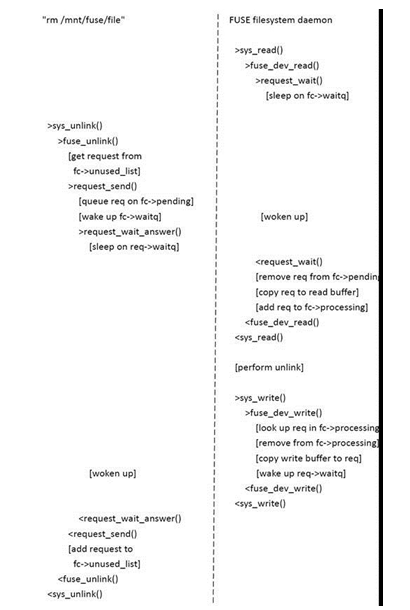 "rm /mnt/fuse/file"
FUSE filesystem daemon
>sys_read()
>fuse_dev_read()
>request_wait()
[sleep on fc->waitq]
>sys_unlink()
>fuse_unlink()
[get request from
fc->unused_list]
>request_send()
[queue req on fc->pending]
[wake up fc->waitq]
[woken up]
>request_wait_answer()
[sleep on req->waitq]
<request_wait()
[remove req from fc->pending
[copy req to read buffer]
[add req to fc->processing]
<fuse_dev_read()
<sys_read()
[perform unlink]
>sys_write()
>fuse_dev_write()
[look up req in fc->processing
[remove from fc->processing]
[copy write buffer to req]
[woken up]
[wake up req->waitq]
<fuse_dev_write()
<sys_write()
<request_wait_answer()
<request_send()
[add request to
fc->unused_list]
<fuse_unlink()
<sys_unlink()